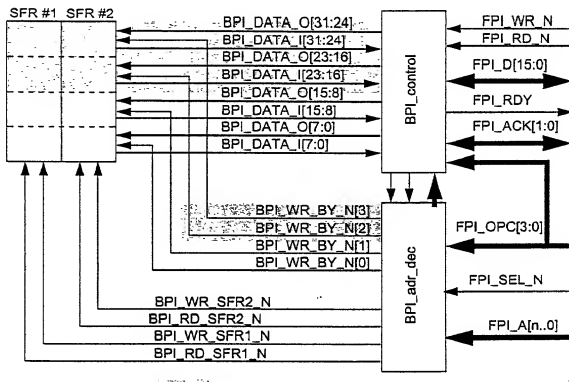 SFR #1 SFR #2
BPI_DATA_O[31:24]
BPI_DATA_I[31:24]
BPI_DATA_O[23:16]
BPI_DATA_I[23:16]
BPI_DATA_O[15:8]
BPI_DATA_I[15:8]
BPI_DATA_O[7:0]
BPI_DATA_I[7:0]
BPI_control
FPI_WR_N
FPI_RD_N
FPI_D[15:0]
FPI_RDY
FPI_ACK[1:0]
BPI_WR_BY_N[3]
BPI_WR_BY_N[2]
BPI_WR_BY_N[1]
BPI_WR_BY_N[0]
BPI_adr_dec
FPI_OPC[3:0]
FPI_SEL_N
FPI_A[n..0]
BPI_WR_SFR2_N
BPI_RD_SFR2_N
BPI_WR_SFR1_N
BPI_RD_SFR1_N